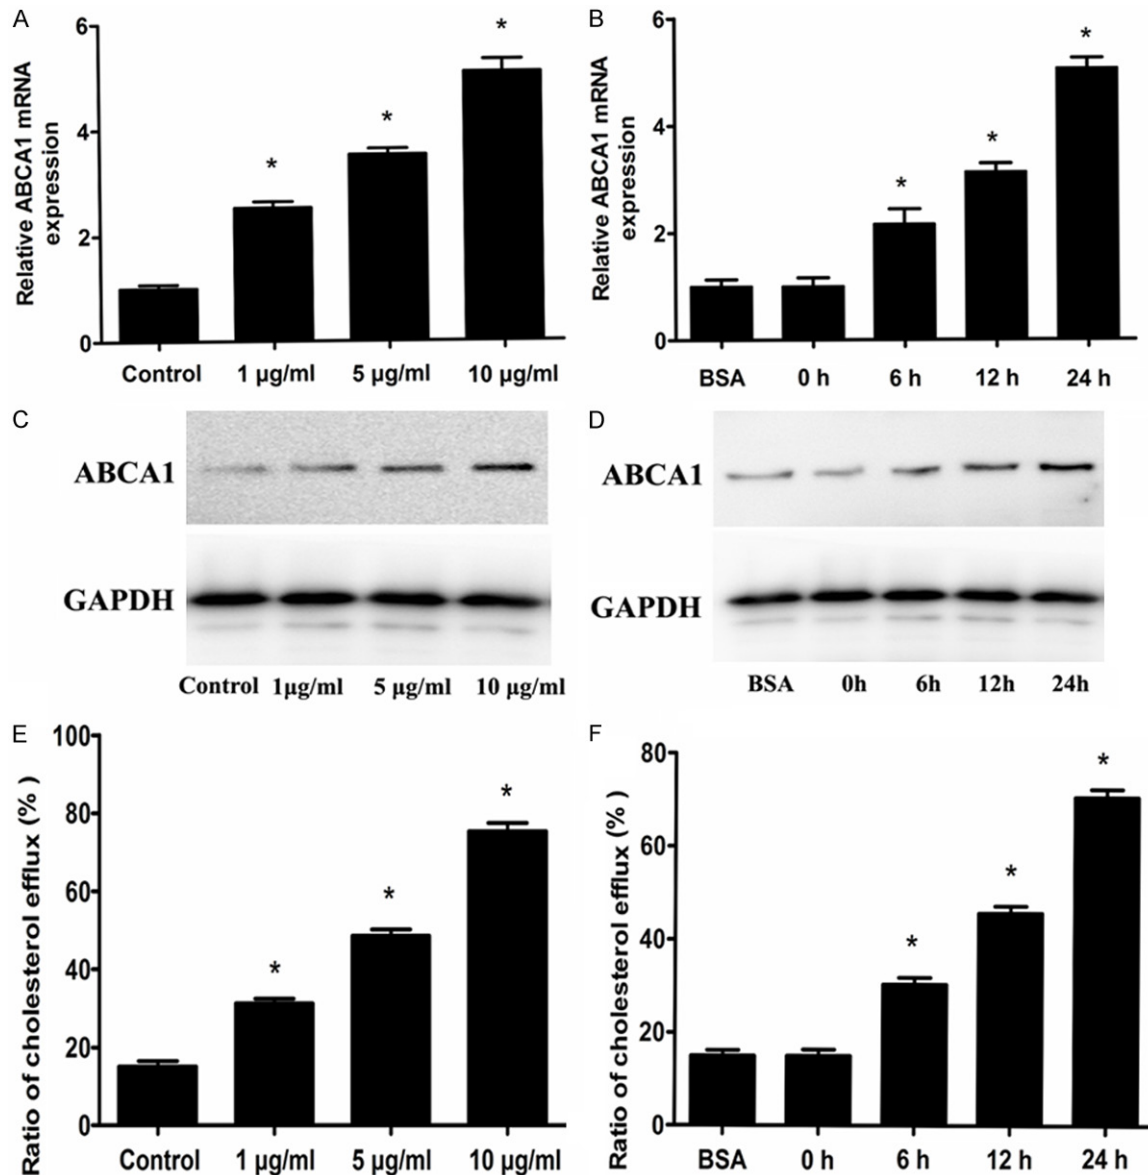 A
Relative ABCA1 mRNA
expression
6
4
2
0
*
*
*
Control 1 µg/ml 5 µg/ml 10 µg/ml
B
Relative ABCA1 mRNA
expression
6
4
2
0
*
*
*
BSA 0 h 6 h 12 h 24 h
C
ABCA1
GAPDH
Control 1µg/ml 5 µg/ml 10 µg/ml
D
ABCA1
GAPDH
BSA 0h 6h 12h 24h
E
Ratio of cholesterol efflux (% )
100
80
60
40
20
0
*
*
*
Control 1 µg/ml 5 µg/ml 10 µg/ml
F
Ratio of cholesterol efflux (% )
80
60
40
20
0
*
*
*
BSA 0 h 6 h 12 h 24 h